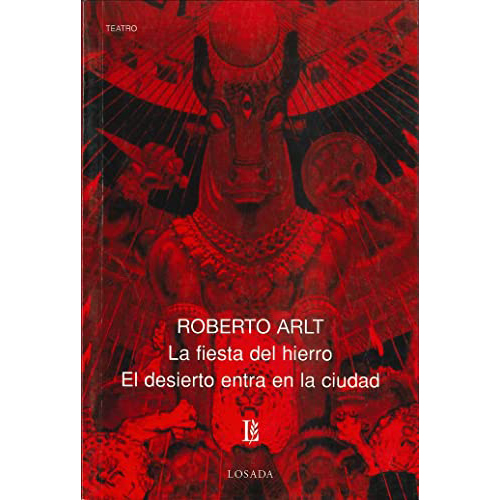 TEATRO
ROBERTO ARLT
La fiesta del hierro
El desierto entra en la ciudad
LOSADA